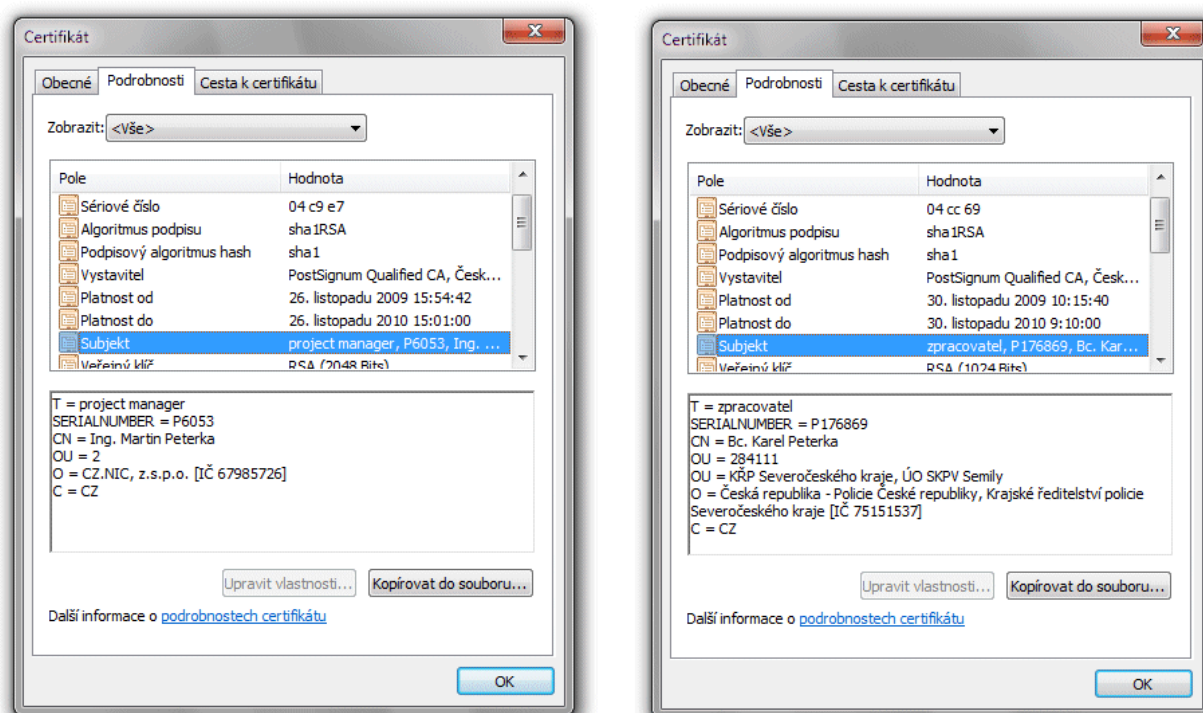 Certifikát
Obecné Podrobnosti Cesta k certifikátu
Zobrazit: <Vše>
Pole Hodnota
Sériové číslo 04 c9 e7
Algoritmus podpisu sha1RSA
Podpisový algoritmus hash sha1
Vystavitel PostSignum Qualified CA, Česk...
Platnost od 26. listopadu 2009 15:54:42
Platnost do 26. listopadu 2010 15:01:00
Subjekt project manager, P6053, Ing. ...
Veřejný klíč RSA (2048 Bits)
T = project manager
SERIALNUMBER = P6053
CN = Ing. Martin Peterka
OU = 2
O = CZ.NIC, z.s.p.o. [IČ 67985726]
C = CZ
Upravit vlastnosti... Kopírovat do souboru...
Další informace o podrobnostech certifikátu
OK
Certifikát
Obecné Podrobnosti Cesta k certifikátu
Zobrazit: <Vše>
Pole Hodnota
Sériové číslo 04 cc 69
Algoritmus podpisu sha1RSA
Podpisový algoritmus hash sha1
Vystavitel PostSignum Qualified CA, Česk...
Platnost od 30. listopadu 2009 10:15:40
Platnost do 30. listopadu 2010 9:10:00
Subjekt zpracovatel, P176869, Bc. Kar...
Veřejný klíč RSA (1024 Bits)
T = zpracovatel
SERIALNUMBER = P176869
CN = Bc. Karel Peterka
OU = 284111
OU = KŘP Severočeského kraje, ÚO SKPV Semily
O = Česká republika - Policie České republiky, Krajské ředitelství policie
Severočeského kraje [IČ 75151537]
C = CZ
Upravit vlastnosti... Kopírovat do souboru...
Další informace o podrobnostech certifikátu
OK